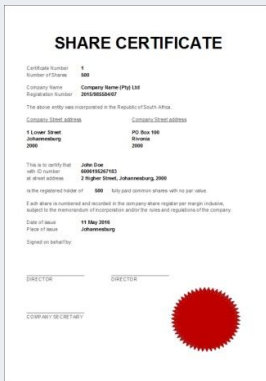 SHARE CERTIFICATE
Certificate Number 1
Number of Shares 500
Company Name Company Name (Pty) Ltd
Registration Number 2015/085584/07
The above entity was incorporated in the Republic of South Africa.
Company Street address Company Street address
1 Lower Street PO Box 100
Johannesburg Rivonia
2000 2000
This is to certify that John Doe
with ID number
at street address 2 Higher Street, Johannesburg, 2000
is the registered holder of 500 fully paid common shares with no par value.
Each share is numbered and recorded in the company share register per margin indusive,
subject to the memorandum of incorporation and/or the rules and regulations of the company.
Date of issue 11 May 2016
Place of issue Johannesburg
Signed on behalf by:
DIRECTOR DIRECTOR
COMPANY SECRETARY